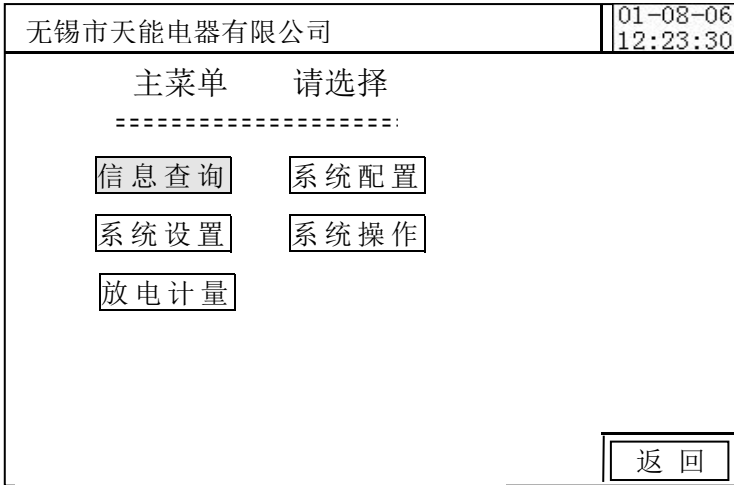 无锡市天能电器有限公司
01-08-06
12:23:30
主菜单 请选择
=====================
信息查询 系统配置
系统设置 系统操作
放电计量
返回